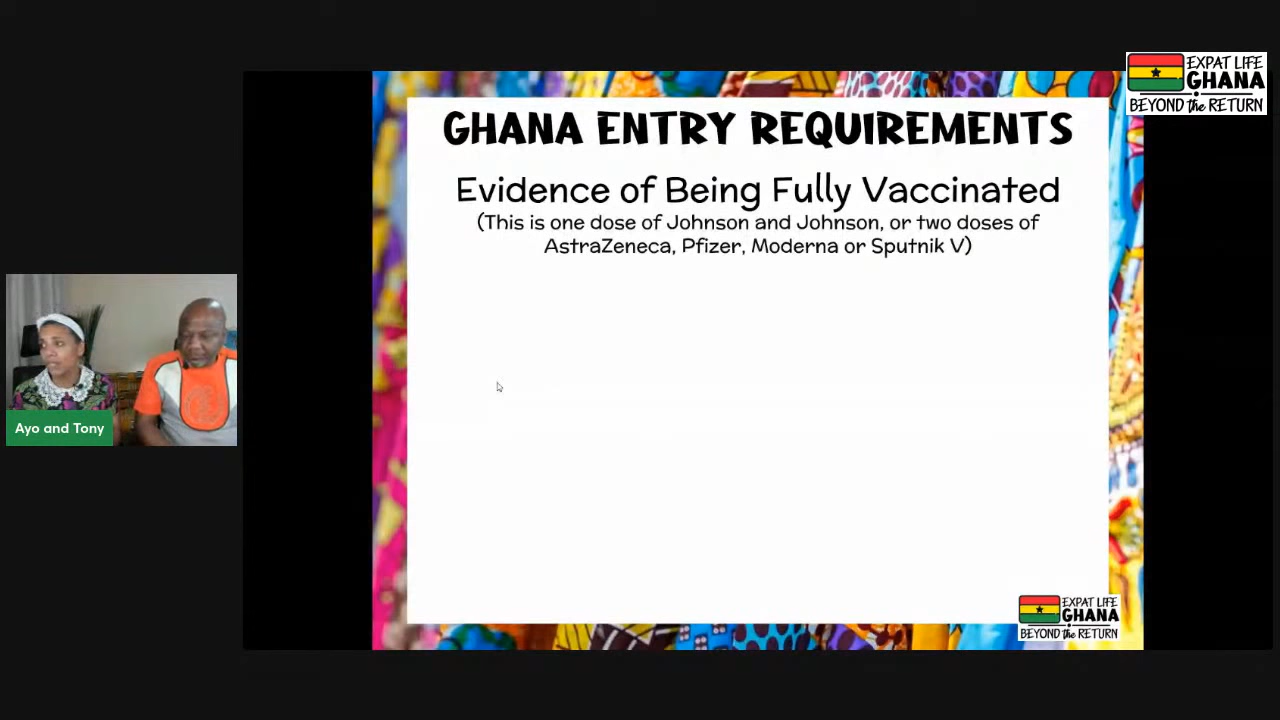 EXPAT LIFE
GHANA
BEYOND the RETURN
GHANA ENTRY REQUIREMENTS
Evidence of Being Fully Vaccinated
(This is one dose of Johnson and Johnson, or two doses of
AstraZeneca, Pfizer, Moderna or Sputnik V)
Ayo and Tony
EXPAT LIFE
GHANA
BEYOND the RETURN